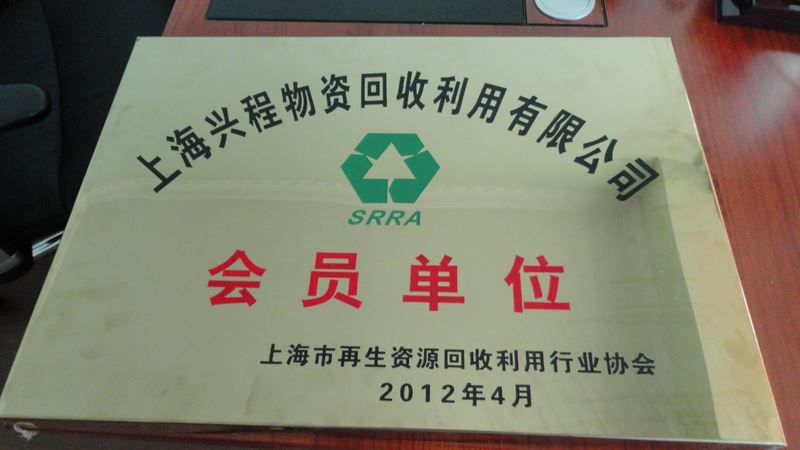 上海兴程物资回收利用有限公司
SRRA
会员单位
上海市再生资源回收利用行业协会
2012年4月